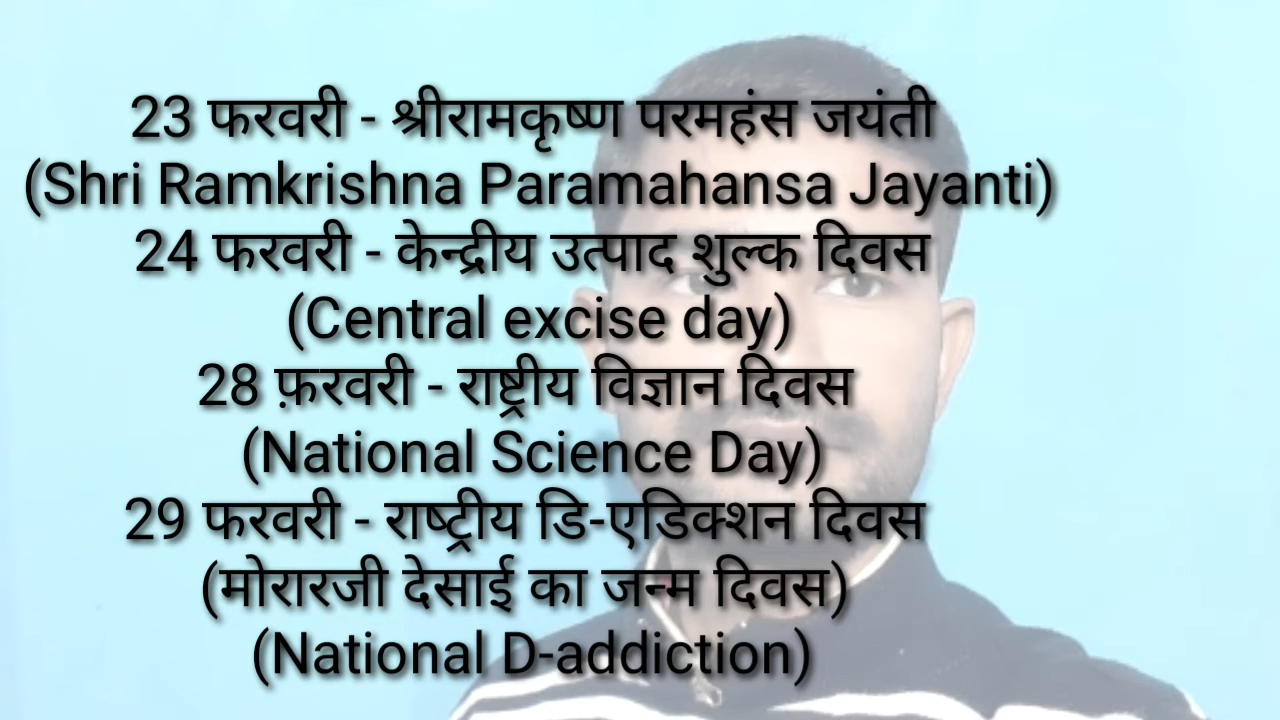 23 फरवरी - श्रीरामकृष्ण परमहंस जयंती
(Shri Ramkrishna Paramahansa Jayanti)
24 फरवरी - केन्द्रीय उत्पाद शुल्क दिवस
(Central excise day)
28 फ़रवरी - राष्ट्रीय विज्ञान दिवस
(National Science Day)
29 फरवरी - राष्ट्रीय डि-एडिक्शन दिवस
(मोरारजी देसाई का जन्म दिवस)
(National D-addiction)